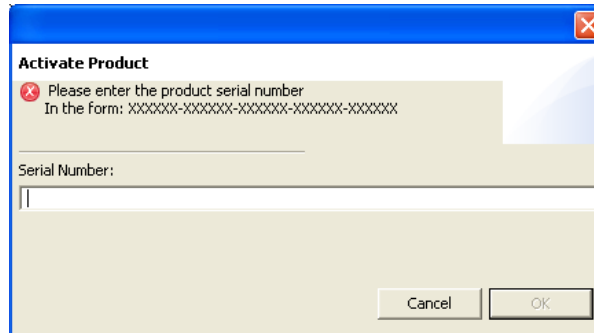 Activate Product
Please enter the product serial number
In the form: XXXXXX-XXXXXX-XXXXXX-XXXXXX-XXXXXX
Serial Number:
Cancel OK